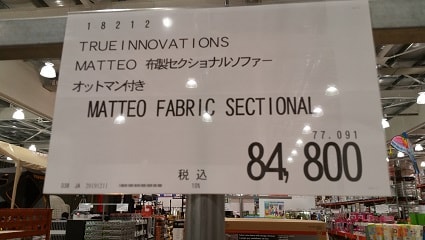 18212
TRUE INNOVATIONS
MATTEO 布製セクショナルソファー
オットマン付き
MATTEO FABRIC SECTIONAL
77.091
税込 84,800
10%